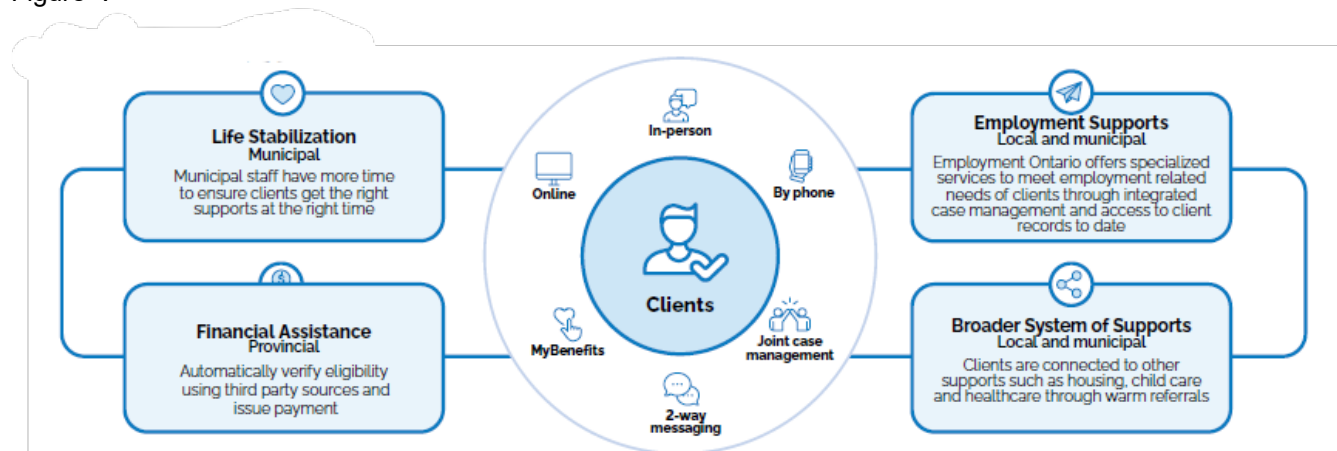 Life Stabilization
Municipal
Municipal staff have more time
to ensure clients get the right
supports at the right time
Financial Assistance
Provincial
Automatically verify eligibility
using third party sources and
issue payment
In-person
Online
By phone
Clients
MyBenefits
Joint case
management
2-way
messaging
Employment Supports
Local and municipal
Employment Ontario offers specialized
services to meet employment related
needs of clients through integrated
case management and access to client
records to date
Broader System of Supports
Local and municipal
Clients are connected to other
supports such as housing, child care
and healthcare through warm referrals